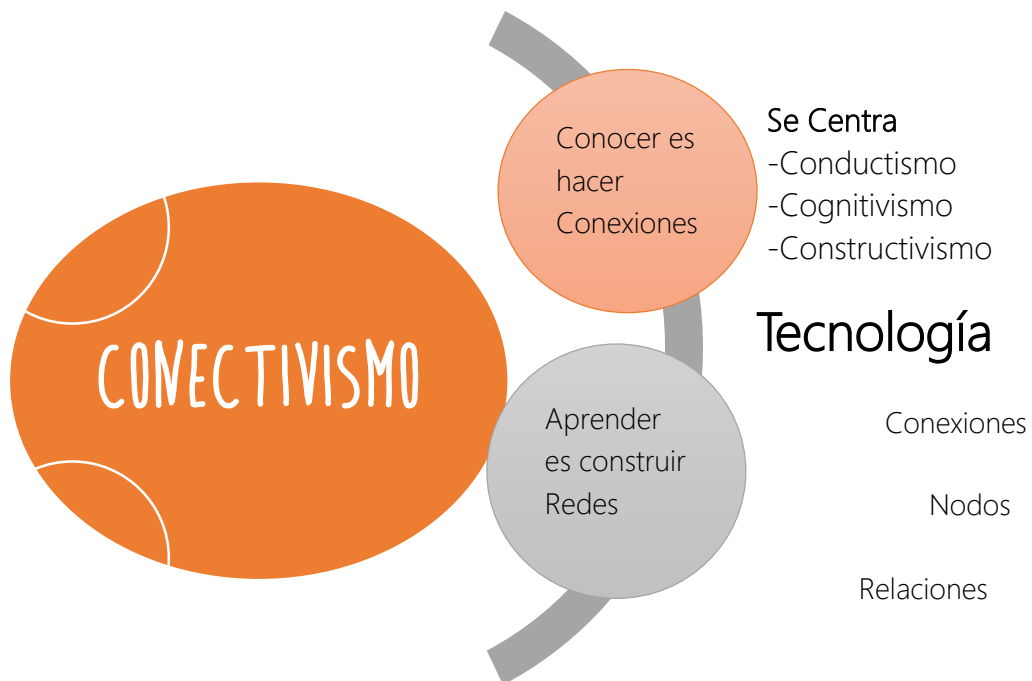 CONECTIVISMO
Conocer es
hacer
Conexiones
Se Centra
-Conductismo
-Cognitivismo
-Constructivismo
Tecnología
Aprender
es construir
Redes
Conexiones
Nodos
Relaciones